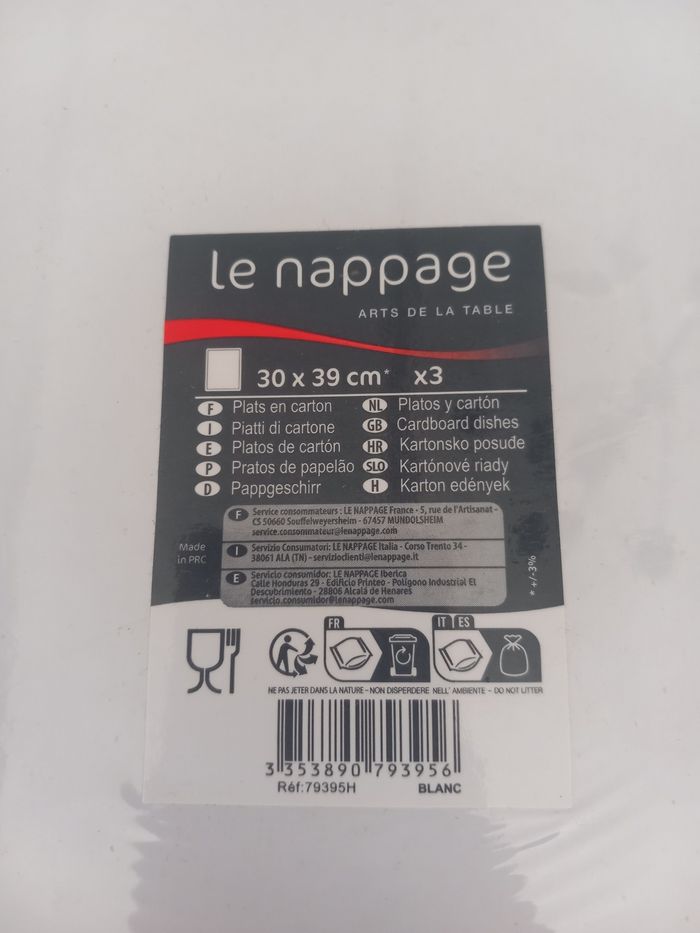 le nappage
ARTS DE LA TABLE
30 x 39 cm* x3
F Plats en carton
I Piatti di cartone
E Platos de cartón
P Pratos de papelão
D Pappgeschirr
NL Platos y cartón
GB Cardboard dishes
HR Kartonsko posude
SLO Kartónové riady
H Karton edények
F Service consommateurs : LE NAPPAGE France - 5, rue de l'Artisanat -
CS 50660 Souffelweyersheim - 67457 MUNDOLSHEIM
service.consommateur@lenappage.com
Made
in PRC
I Servizio Consumatori: LE NAPPAGE Italia - Corso Trento 34 -
38061 ALA (TN) - servizioclienti@lenappage.it
E Servicio consumidor: LE NAPPAGE Iberica
Calle Honduras 29 - Edificio Printeo - Polígono Industrial El
Descubrimiento - 28806 Alcalá de Henares
servicio.consumidor@lenappage.com
* +/-3%
FR
IT ES
NE PAS JETER DANS LA NATURE - NON DISPERDERE NELL' AMBIENTE - DO NOT LITTER
3 353890 793956
Réf:79395H
BLANC